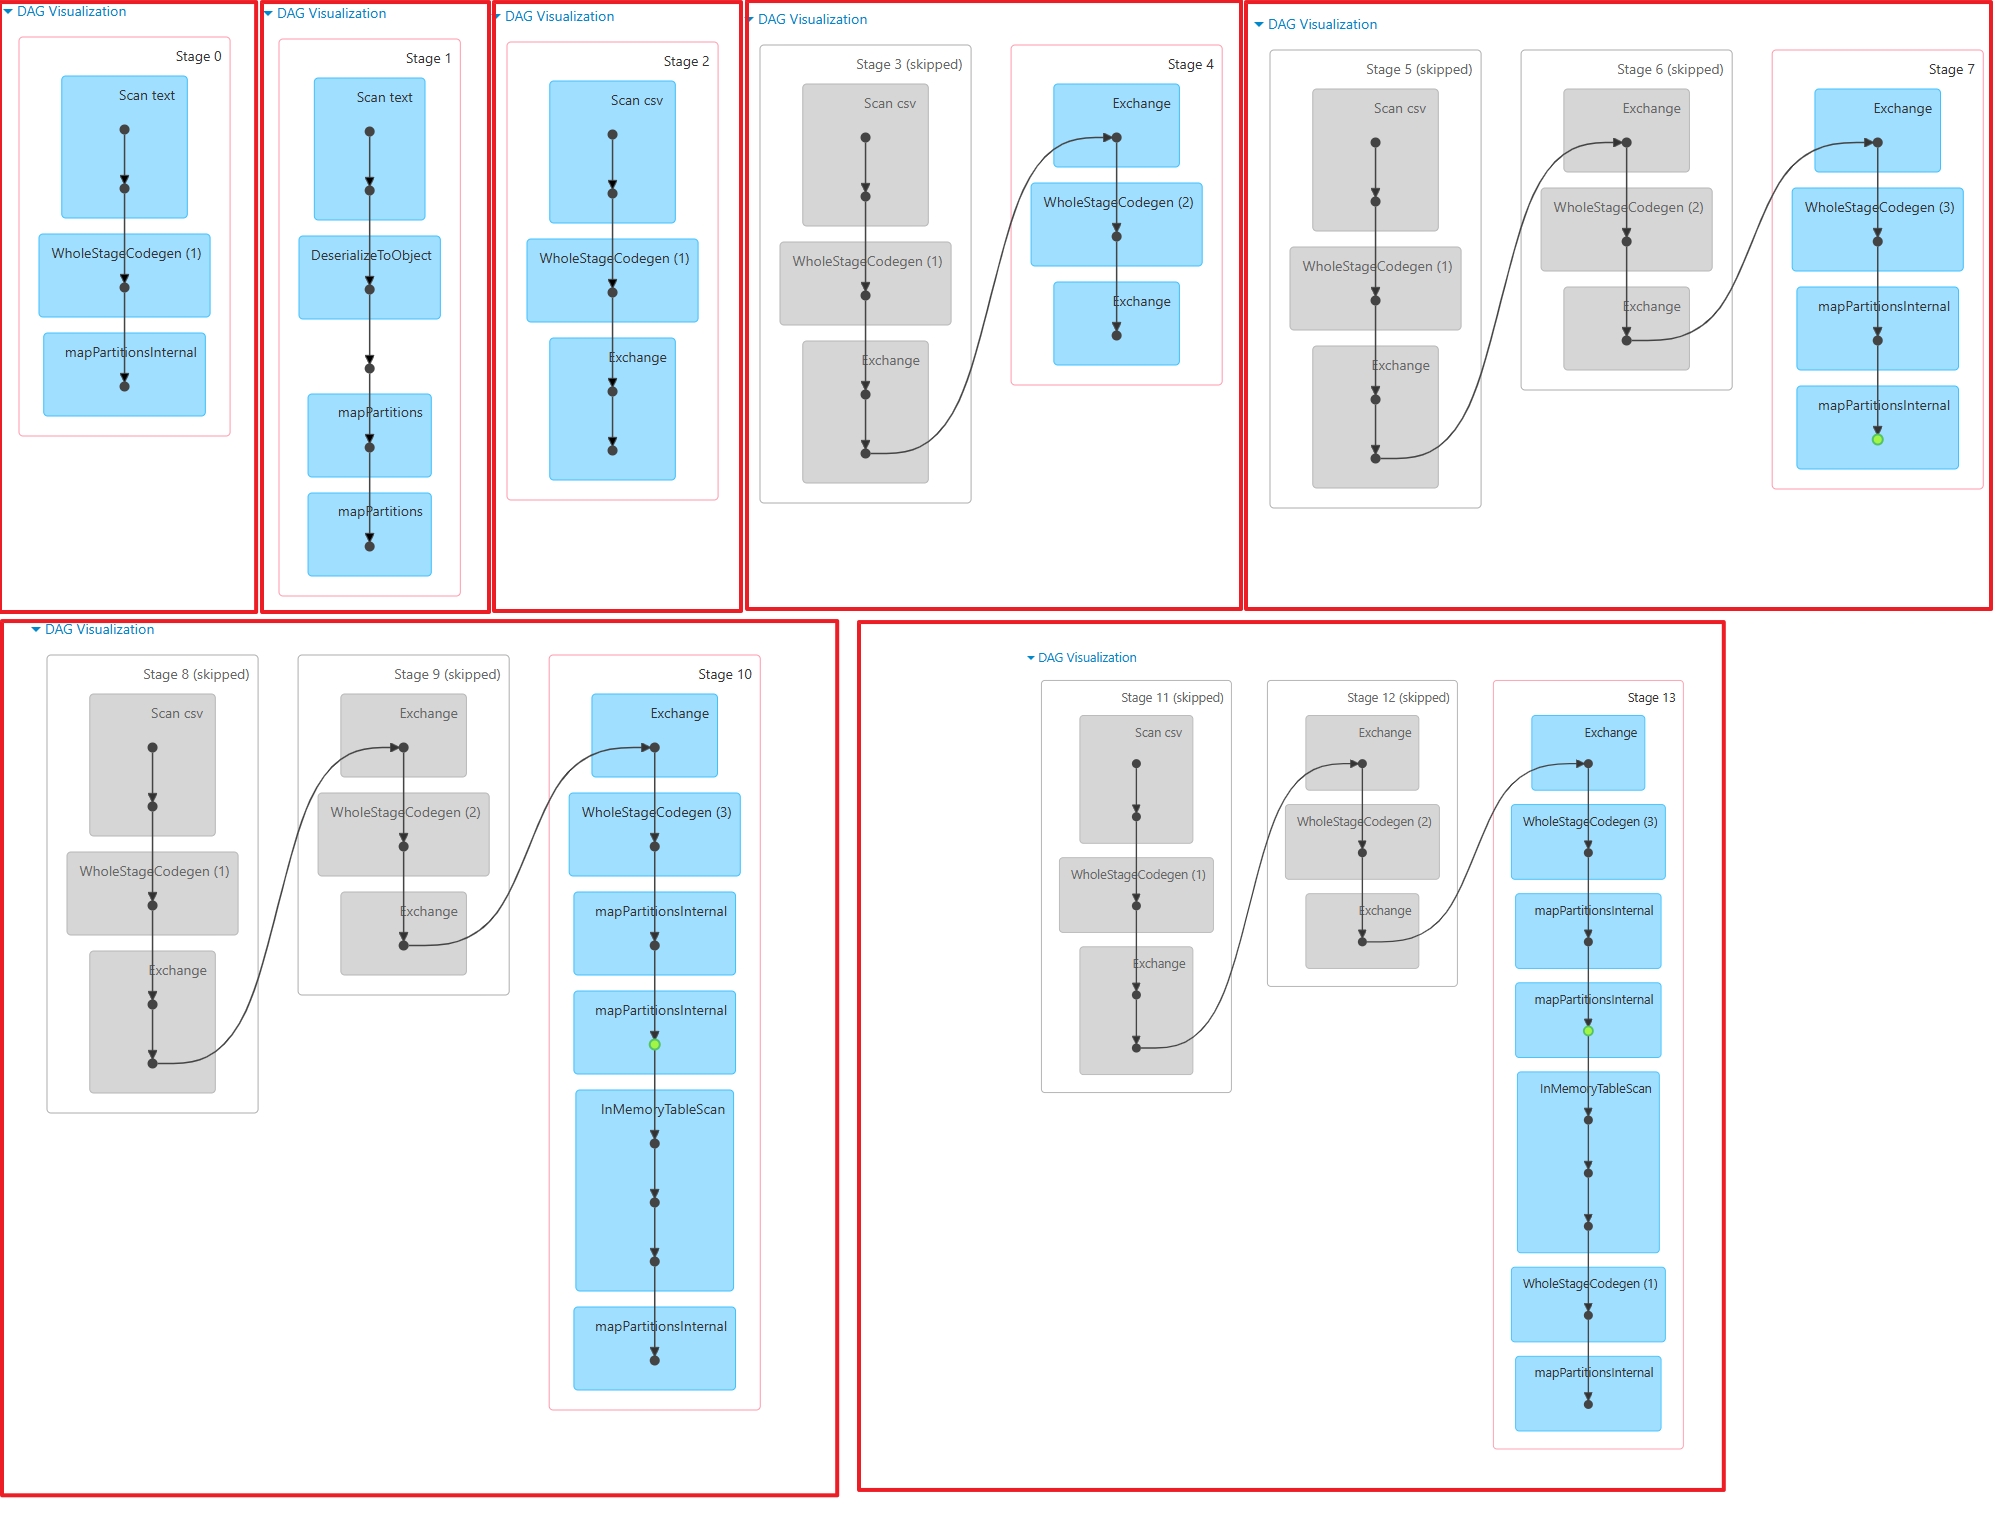 DAG Visualization
Stage 0
Scan text
WholeStageCodegen (1)
mapPartitionsInternal
DAG Visualization
Stage 1
Scan text
DeserializeToObject
mapPartitions
mapPartitions
DAG Visualization
Stage 2
Scan csv
WholeStageCodegen (1)
Exchange
DAG Visualization
Stage 3 (skipped)
Scan csv
WholeStageCodegen (1)
Exchange
Stage 4
Exchange
WholeStageCodegen (2)
Exchange
DAG Visualization
Stage 5 (skipped)
Scan csv
WholeStageCodegen (1)
Exchange
Stage 6 (skipped)
Exchange
WholeStageCodegen (2)
Exchange
Stage 7
Exchange
WholeStageCodegen (3)
mapPartitionsInternal
mapPartitionsInternal
DAG Visualization
Stage 8 (skipped)
Scan csv
WholeStageCodegen (1)
Exchange
Stage 9 (skipped)
Exchange
WholeStageCodegen (2)
Exchange
Stage 10
Exchange
WholeStageCodegen (3)
mapPartitionsInternal
mapPartitionsInternal
InMemoryTableScan
mapPartitionsInternal
DAG Visualization
Stage 11 (skipped)
Scan csv
WholeStageCodegen (1)
Exchange
Stage 12 (skipped)
Exchange
WholeStageCodegen (2)
Exchange
Stage 13
Exchange
WholeStageCodegen (3)
mapPartitionsInternal
mapPartitionsInternal
InMemoryTableScan
WholeStageCodegen (1)
mapPartitionsInternal